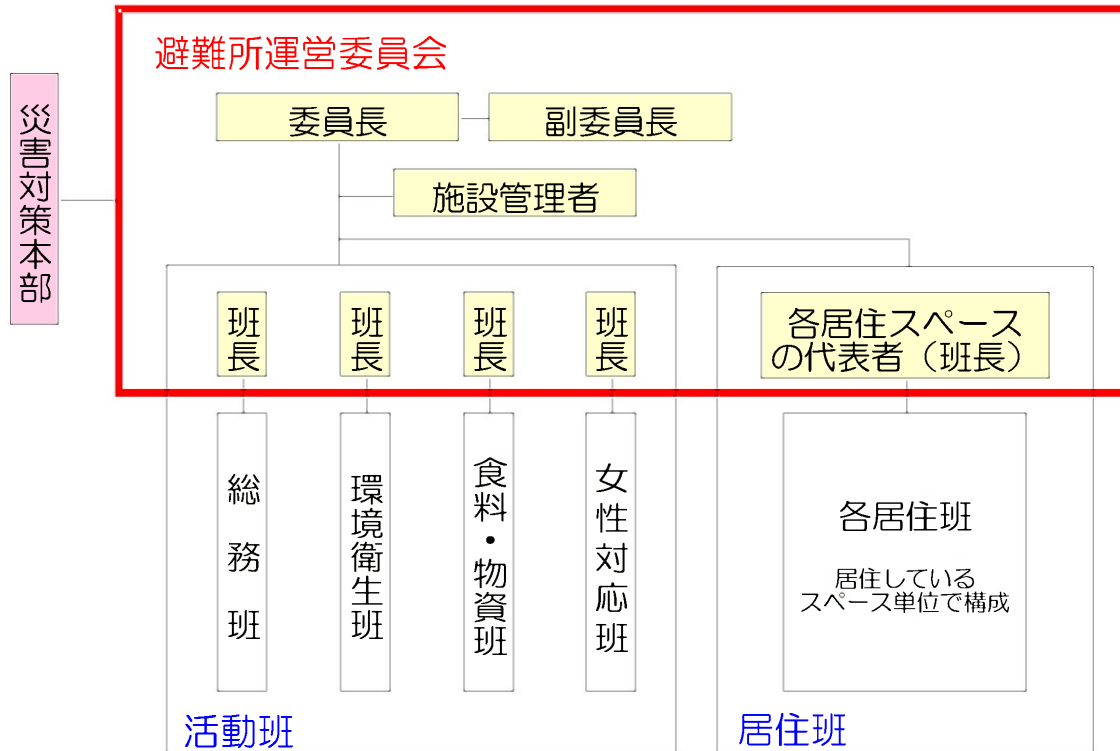 避難所運営委員会
災害対策本部
委員長
副委員長
施設管理者
班長
班長
班長
班長
各居住スペース
の代表者（班長）
総務班
環境衛生班
食料・物資班
女性対応班
各居住班
居住している
スペース単位で構成
活動班
居住班